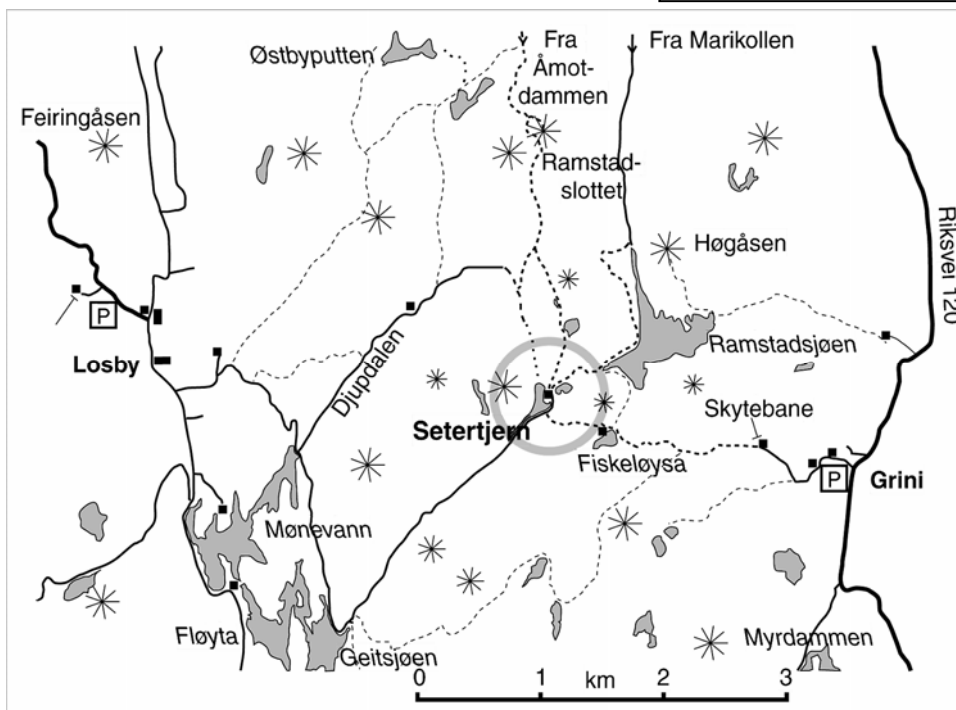 Østbyputten
Fra
Åmot-
dammen
Fra Marikollen
Feiringåsen
Ramstad-
slottet
Høgåsen
Riksvei 120
P
Losby
Djupdalen
Ramstadsjøen
Setertjern
Skytebane
Fiskeløysa
P
Grini
Mønevann
Fløyta
Geitsjøen
Myrdammen
0 1 km 2 3